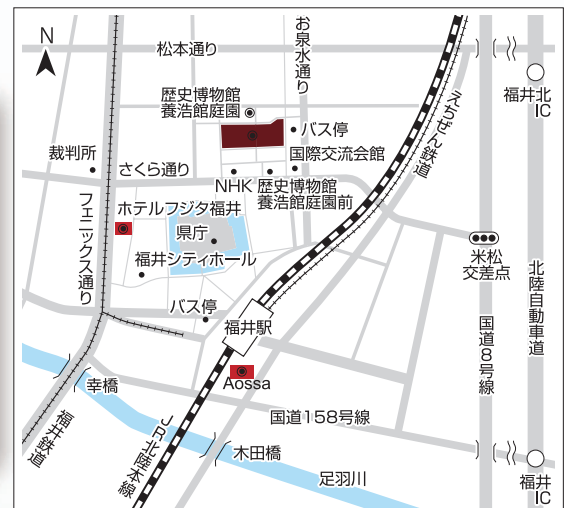 N
松本通り
お泉水通り
福井北
IC
歴史博物館
養浩館庭園
バス停
えちぜん鉄道
裁判所
さくら通り
国際交流会館
NHK
歴史博物館
養浩館庭園前
フェニックス通り
ホテルフジタ福井
県庁
福井シティホール
米松
交差点
北陸自動車道
バス停
福井駅
国道8号線
Aossa
幸橋
国道158号線
福井鉄道
JR北陸本線
木田橋
足羽川
福井
IC